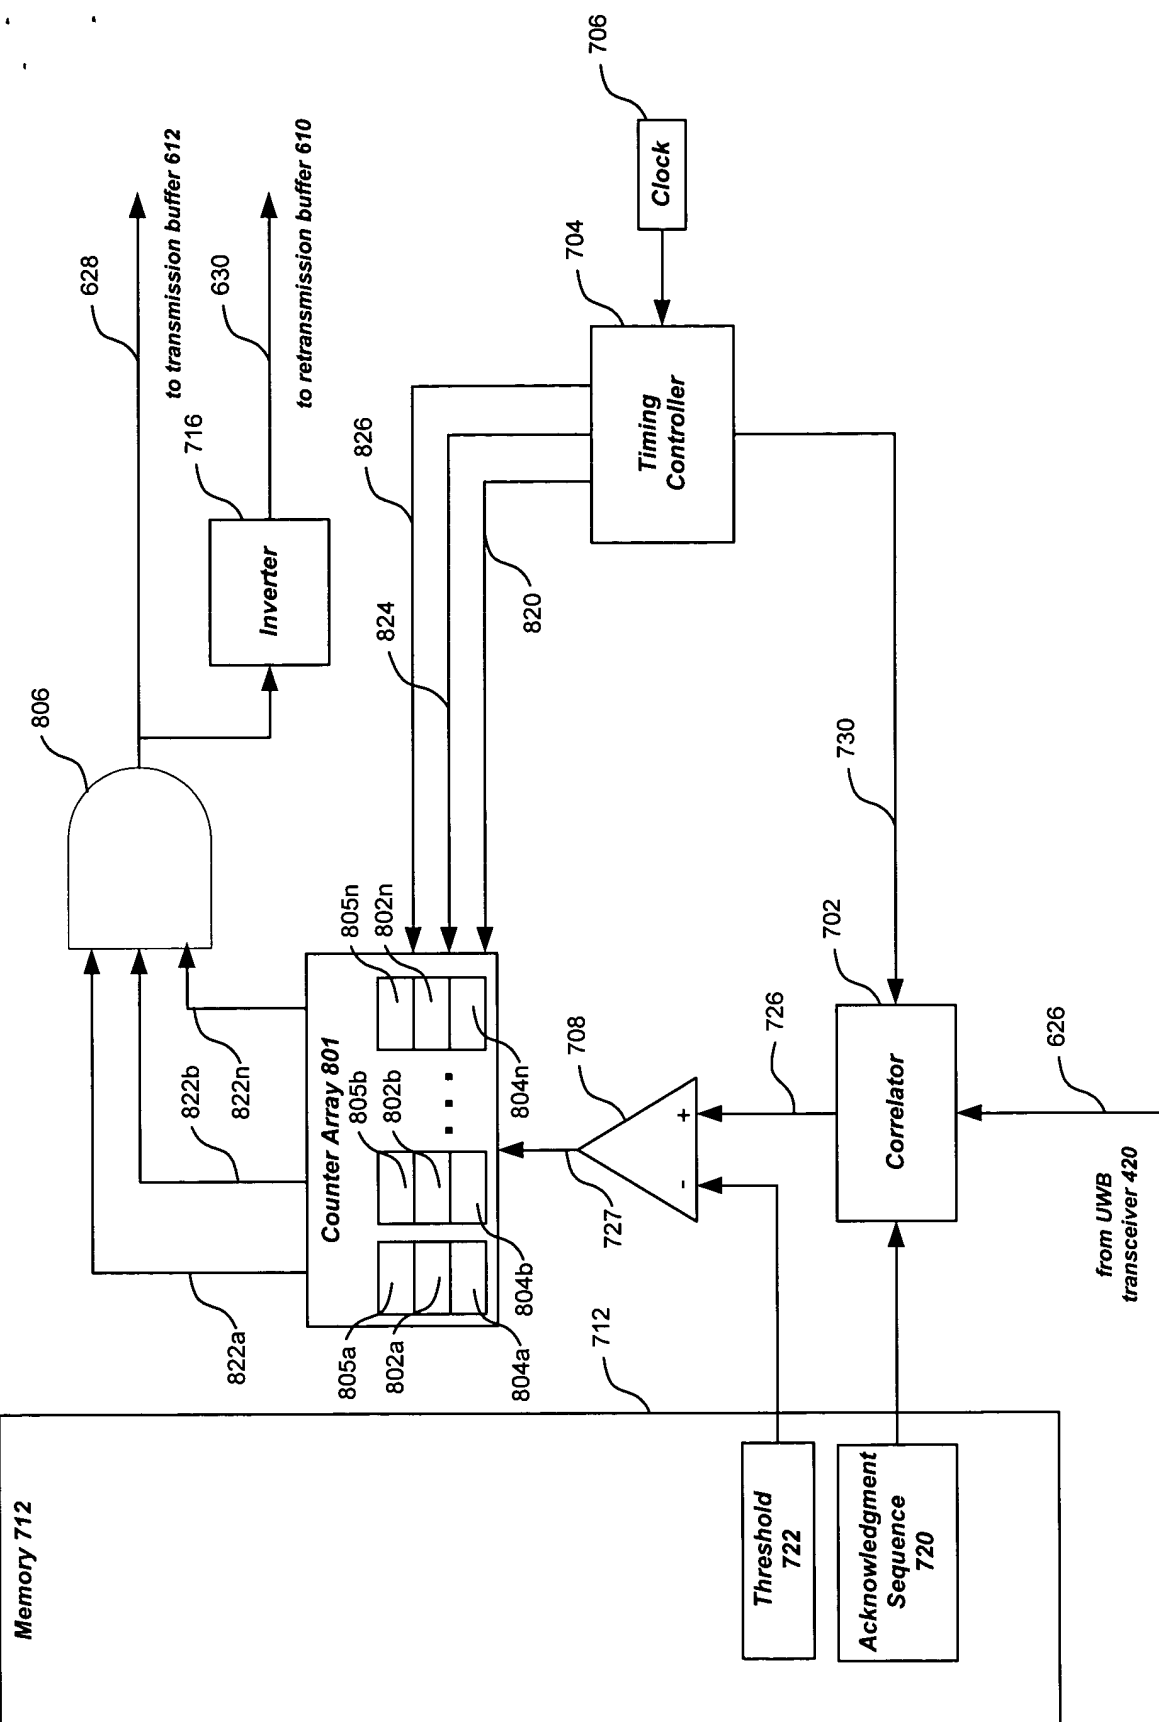 Memory 712
Threshold
722
Acknowledgment
Sequence
720
712
from UWB
transceiver 420
626
Correlator
702
726
730
-
+
708
727
Counter Array 801
805a
802a
804a
805b
802b
804b
805n
802n
804n
822a
822b
822n
806
628
to transmission buffer 612
Inverter
716
630
to retransmission buffer 610
826
824
820
Timing
Controller
704
Clock
706